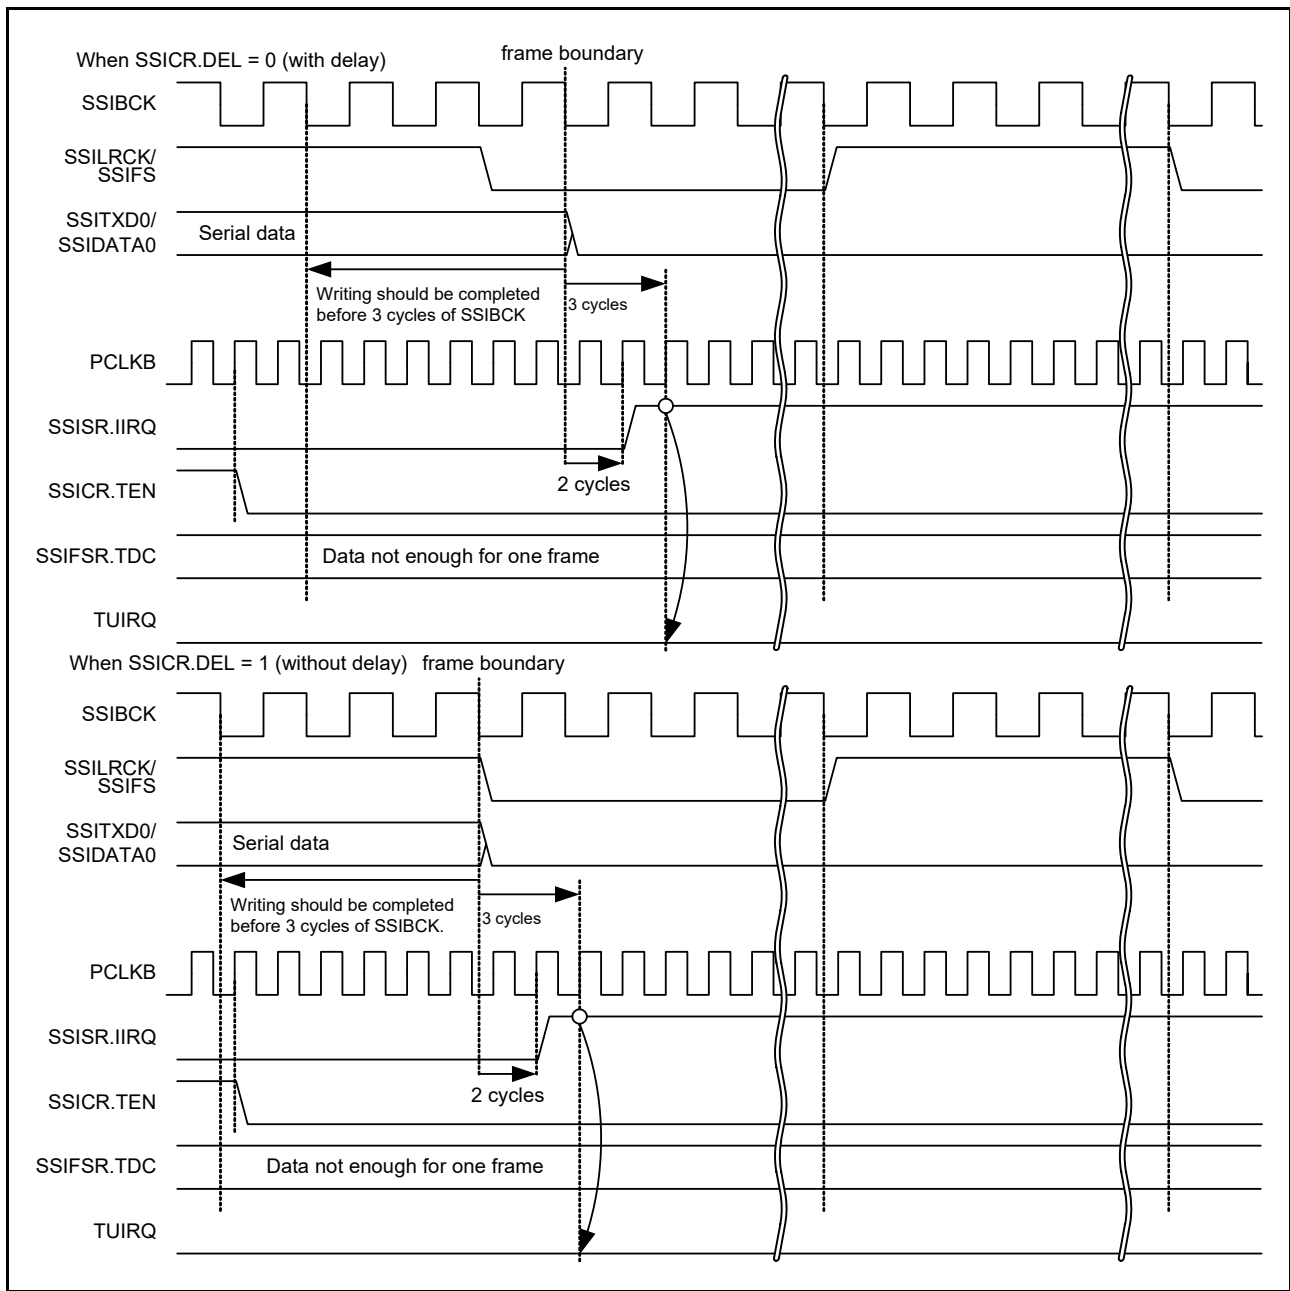 When SSICR.DEL = 0 (with delay)
frame boundary
SSIBCK
SSILRCK/
SSIFS
SSITXD0/
SSIDATA0
Serial data
Writing should be completed
before 3 cycles of SSIBCK
3 cycles
PCLKB
SSISR.IIRQ
2 cycles
SSICR.TEN
SSIFSR.TDC
Data not enough for one frame
TUIRQ
When SSICR.DEL = 1 (without delay)
frame boundary
SSIBCK
SSILRCK/
SSIFS
SSITXD0/
SSIDATA0
Serial data
Writing should be completed
before 3 cycles of SSIBCK.
3 cycles
PCLKB
SSISR.IIRQ
2 cycles
SSICR.TEN
SSIFSR.TDC
Data not enough for one frame
TUIRQ